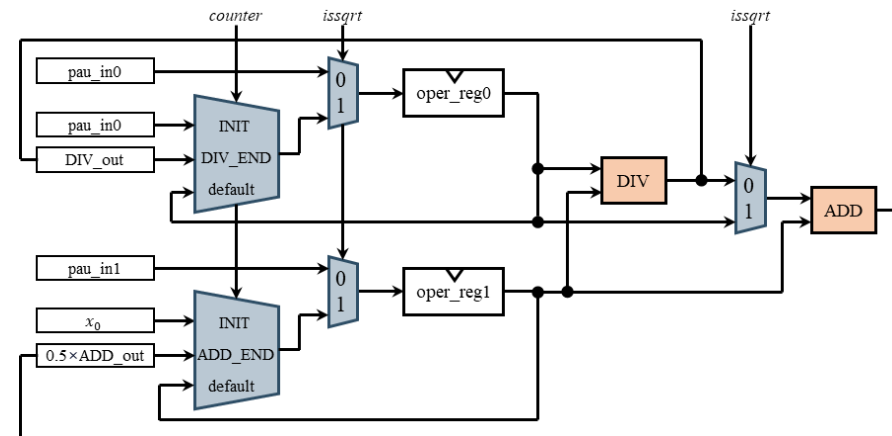 counter
issqrt
issqrt
pau_in0
0
1
oper_reg0
pau_in0
INIT
DIV_out
DIV_END
default
DIV
0
1
ADD
pau_in1
0
1
oper_reg1
x₀
INIT
0.5×ADD_out
ADD_END
default